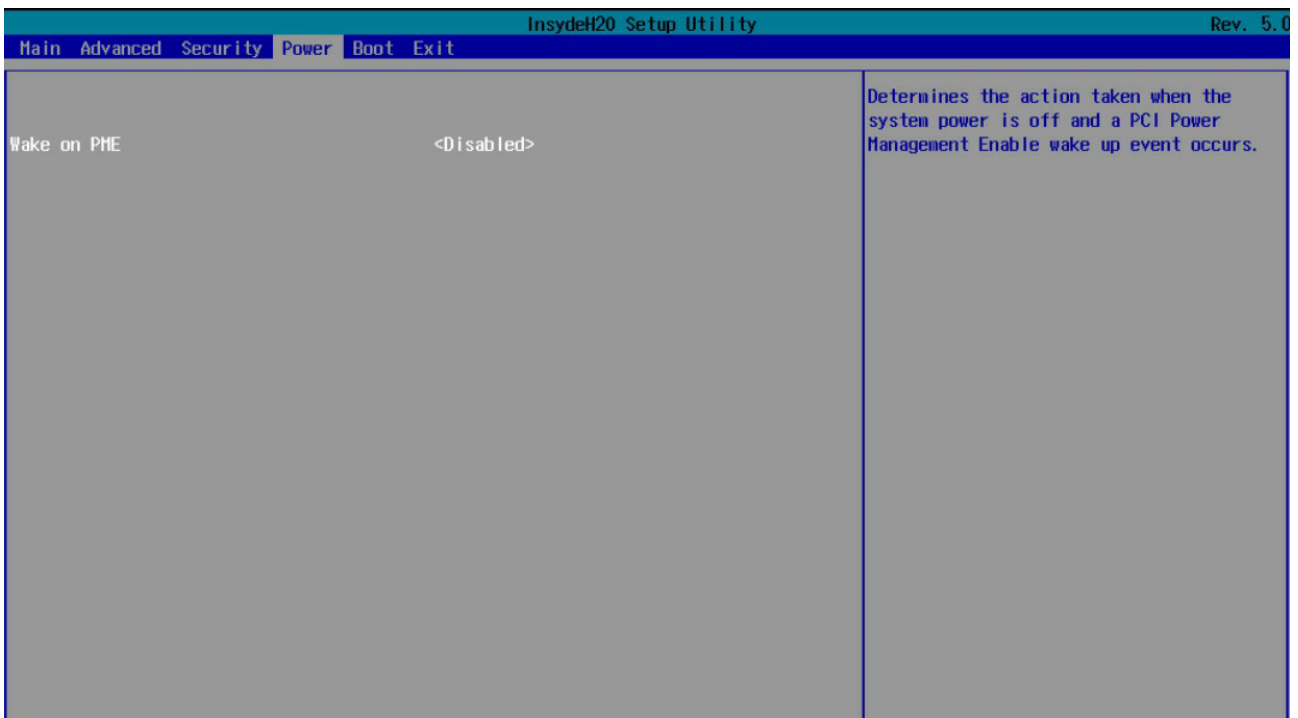 InsydeH20 Setup Utility Rev. 5.0
Main Advanced Security Power Boot Exit
Wake on PME <Disabled>
Determines the action taken when the
system power is off and a PCI Power
Management Enable wake up event occurs.